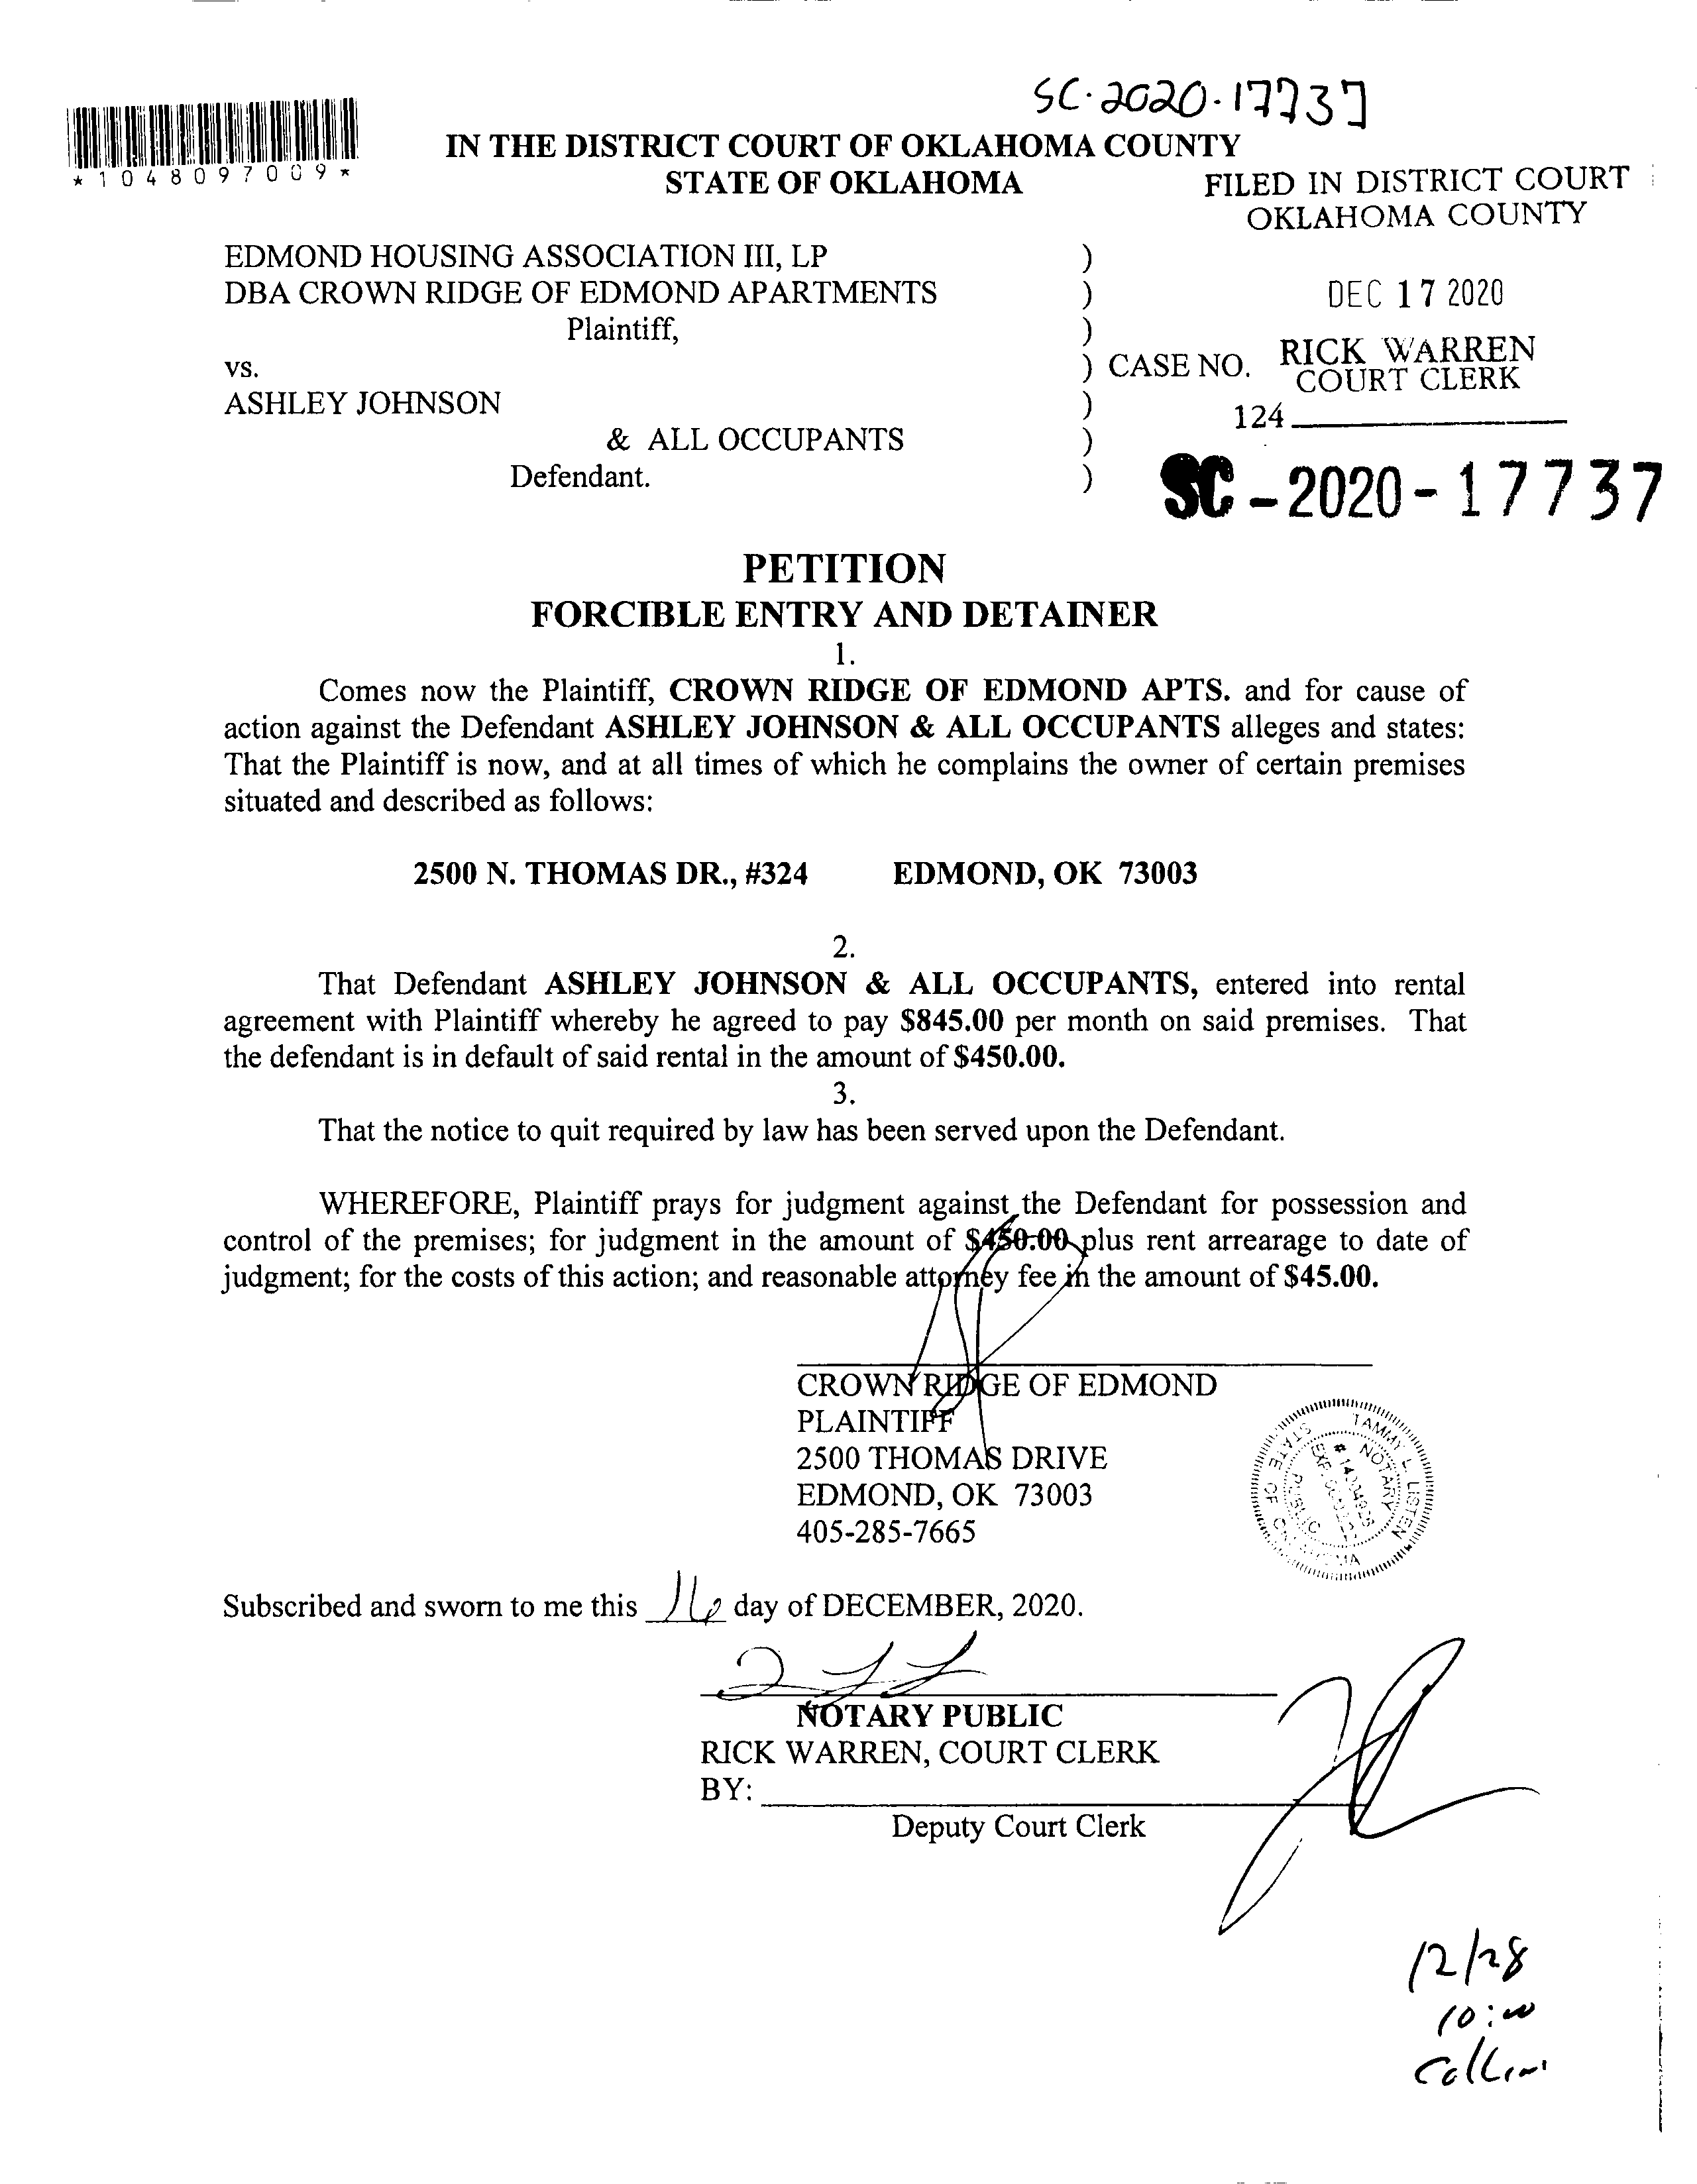 SC-2020-17737
*1048097009*
IN THE DISTRICT COURT OF OKLAHOMA COUNTY
STATE OF OKLAHOMA
FILED IN DISTRICT COURT
OKLAHOMA COUNTY
EDMOND HOUSING ASSOCIATION III, LP )
DBA CROWN RIDGE OF EDMOND APARTMENTS )
DEC 17 2020
Plaintiff, )
vs. ) CASE NO.
RICK WARREN
COURT CLERK
ASHLEY JOHNSON )
124
& ALL OCCUPANTS )
Defendant. )
SC-2020-17737
PETITION
FORCIBLE ENTRY AND DETAINER
1.
Comes now the Plaintiff, CROWN RIDGE OF EDMOND APTS. and for cause of
action against the Defendant ASHLEY JOHNSON & ALL OCCUPANTS alleges and states:
That the Plaintiff is now, and at all times of which he complains the owner of certain premises
situated and described as follows:
2500 N. THOMAS DR., #324 EDMOND, OK 73003
2.
That Defendant ASHLEY JOHNSON & ALL OCCUPANTS, entered into rental
agreement with Plaintiff whereby he agreed to pay $845.00 per month on said premises. That
the defendant is in default of said rental in the amount of $450.00.
3.
That the notice to quit required by law has been served upon the Defendant.
WHEREFORE, Plaintiff prays for judgment against the Defendant for possession and
control of the premises; for judgment in the amount of $450.00 plus rent arrearage to date of
judgment; for the costs of this action; and reasonable attorney fee in the amount of $45.00.
CROWN RIDGE OF EDMOND
PLAINTIFF
2500 THOMAS DRIVE
EDMOND, OK 73003
405-285-7665
TAMMY L. LISTEN
NOTARY
PUBLIC
STATE OF
Subscribed and sworn to me this 16 day of DECEMBER, 2020.
NOTARY PUBLIC
RICK WARREN, COURT CLERK
BY:
Deputy Court Clerk
12/28
10:00